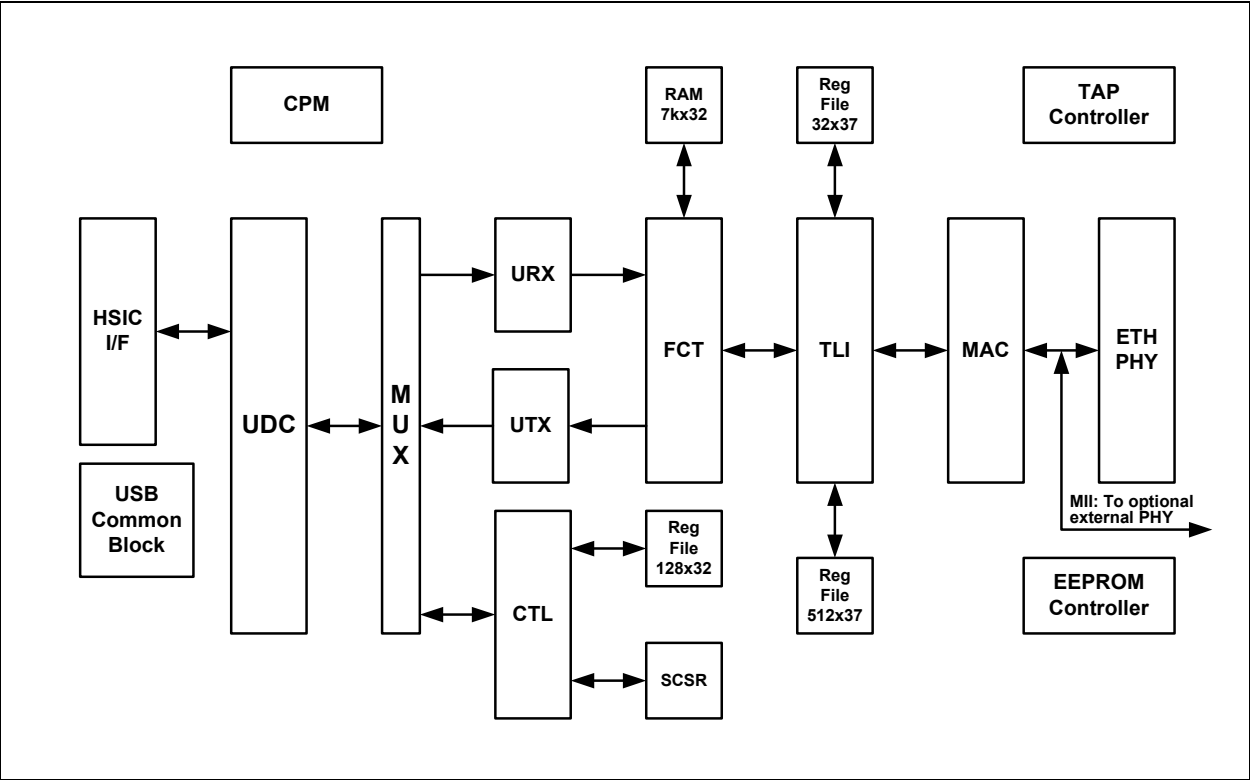 CPM
RAM
7kx32
Reg
File
32x37
TAP
Controller
HSIC
I/F
UDC
M
U
X
URX
UTX
FCT
TLI
MAC
ETH
PHY
USB
Common
Block
CTL
Reg
File
128x32
SCSR
Reg
File
512x37
MII: To optional
external PHY
EEPROM
Controller